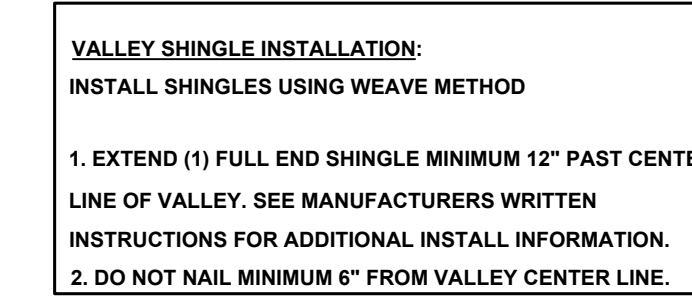 VALLEY SHINGLE INSTALLATION:
INSTALL SHINGLES USING WEAVE METHOD
1. EXTEND (1) FULL END SHINGLE MINIMUM 12" PAST
LINE OF VALLEY. SEE MANUFACTURERS WRITTEN
INSTRUCTIONS FOR ADDITIONAL INSTALL INFORMATION.
2. DO NOT NAIL MINIMUM 6" FROM VALLEY CENTER LINE.